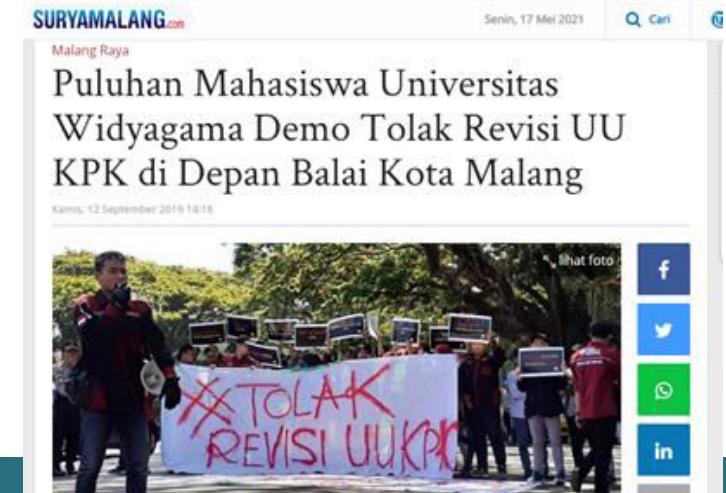 SURYAMALANG.com
Senin, 17 Mei 2021
Cari
Malang Raya
Puluhan Mahasiswa Universitas
Widyagama Demo Tolak Revisi UU
KPK di Depan Balai Kota Malang
Kamis, 12 September 2019 14:16
lihat foto
#TOLAK
REVISI UU KPK